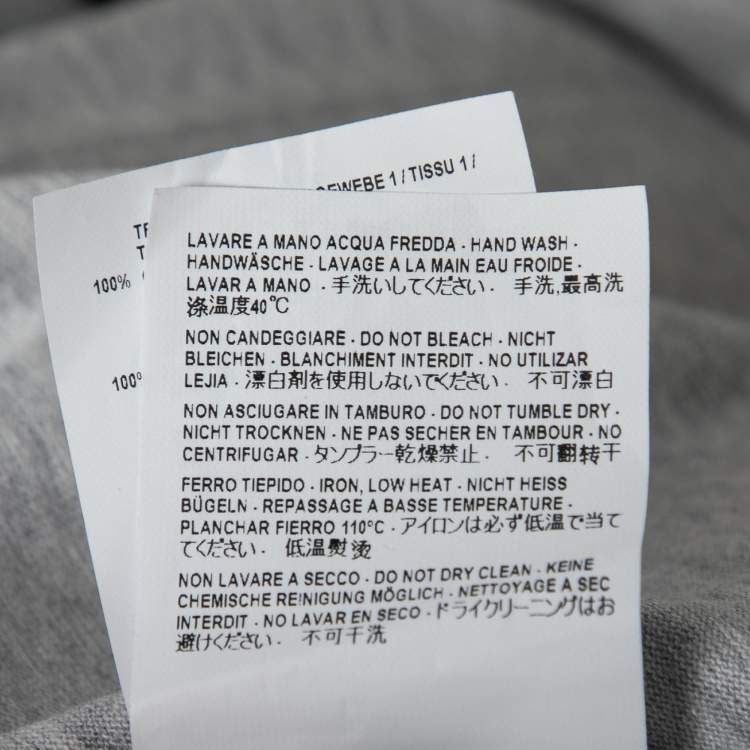 GEWEBE 1 / TISSU 1 /
100%
100%
LAVARE A MANO ACQUA FREDDA - HAND WASH -
HANDWÄSCHE - LAVAGE A LA MAIN EAU FROIDE -
LAVAR A MANO - 手洗いしてください - 手洗,最高洗
涤温度40℃
NON CANDEGGIARE - DO NOT BLEACH - NICHT
BLEICHEN - BLANCHIMENT INTERDIT - NO UTILIZAR
LEJIA - 漂白剤を使用しないでください - 不可漂白
NON ASCIUGARE IN TAMBURO - DO NOT TUMBLE DRY -
NICHT TROCKNEN - NE PAS SECHER EN TAMBOUR - NO
CENTRIFUGAR - タンブラー乾燥禁止 - 不可翻转干
FERRO TIEPIDO - IRON, LOW HEAT - NICHT HEISS
BÜGELN - REPASSAGE A BASSE TEMPERATURE -
PLANCHAR FIERRO 110°C - アイロンは必ず低温で当て
てください - 低温熨烫
NON LAVARE A SECCO - DO NOT DRY CLEAN - KEINE
CHEMISCHE REINIGUNG MÖGLICH - NETTOYAGE A SEC
INTERDIT - NO LAVAR EN SECO - ドライクリーニングはお
避けください - 不可干洗